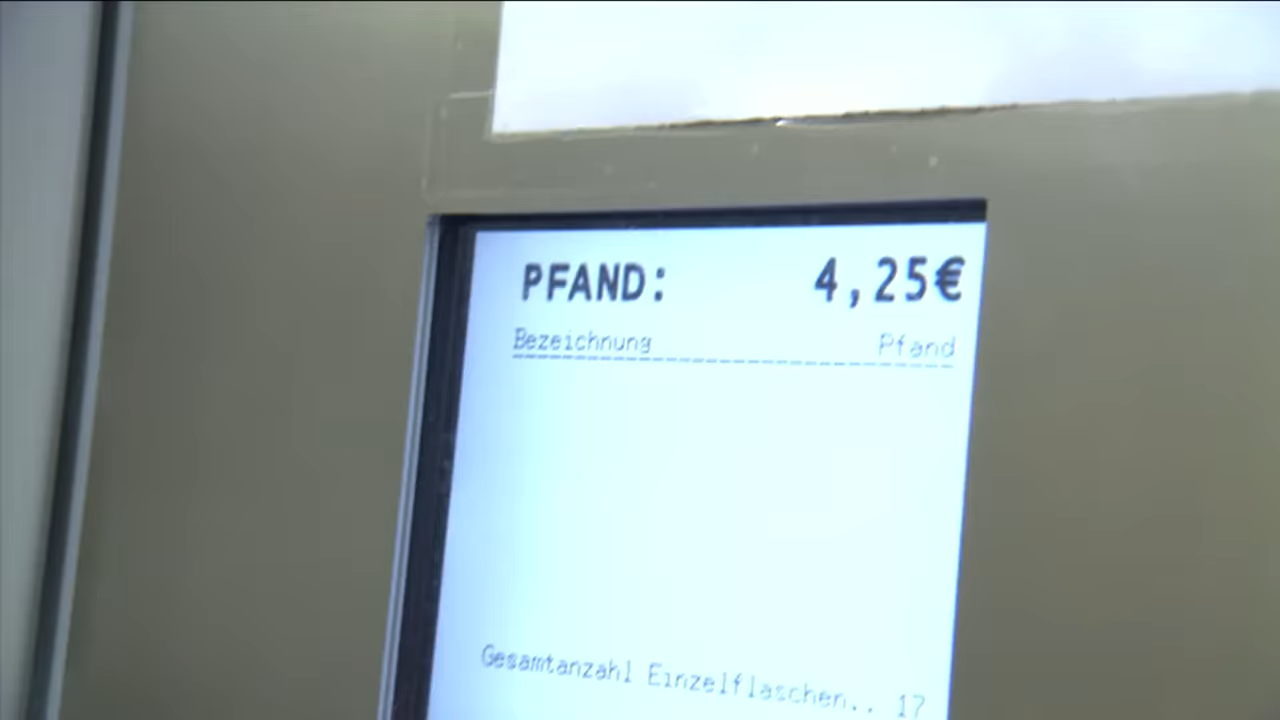 PFAND: 4,25€
Bezeichnung Pfand
Gesamtanzahl Einzelflaschen.. 17